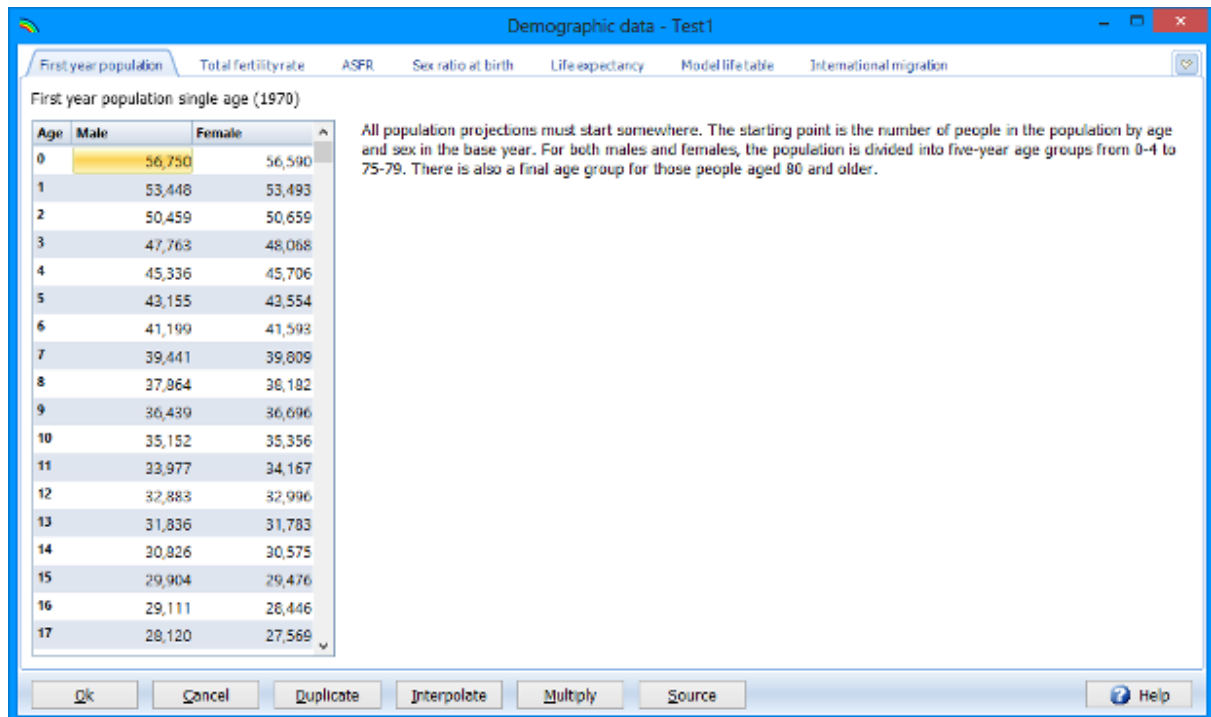 Demographic data - Test1
First year population Total fertility rate ASFR Sex ratio at birth Life expectancy Model life table International migration
First year population single age (1970)
Age Male Female
0 56,750 56,590
1 53,448 53,493
2 50,459 50,659
3 47,763 48,068
4 45,336 45,706
5 43,155 43,554
6 41,199 41,593
7 39,441 39,809
8 37,864 38,182
9 36,439 36,696
10 35,152 35,356
11 33,977 34,167
12 32,883 32,996
13 31,836 31,783
14 30,826 30,575
15 29,904 29,476
16 29,111 28,446
17 28,120 27,569
All population projections must start somewhere. The starting point is the number of people in the population by age
and sex in the base year. For both males and females, the population is divided into five-year age groups from 0-4 to
75-79. There is also a final age group for those people aged 80 and older.
Ok Cancel Duplicate Interpolate Multiply Source Help